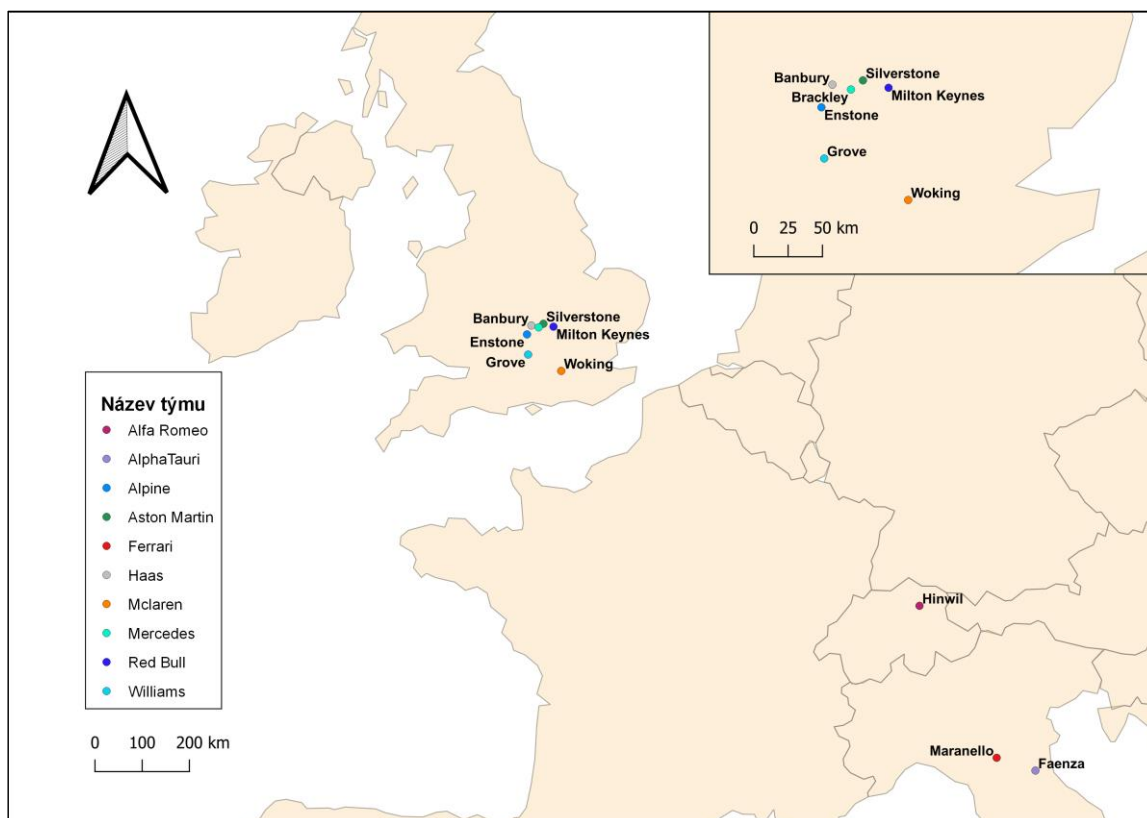 Banbury
Silverstone
Brackley
Milton Keynes
Enstone
Grove
Woking
0 25 50 km
Banbury
Silverstone
Milton Keynes
Enstone
Grove
Woking
Název týmu
Alfa Romeo
AlphaTauri
Alpine
Aston Martin
Ferrari
Haas
Mclaren
Mercedes
Red Bull
Williams
0 100 200 km
Hinwil
Maranello
Faenza